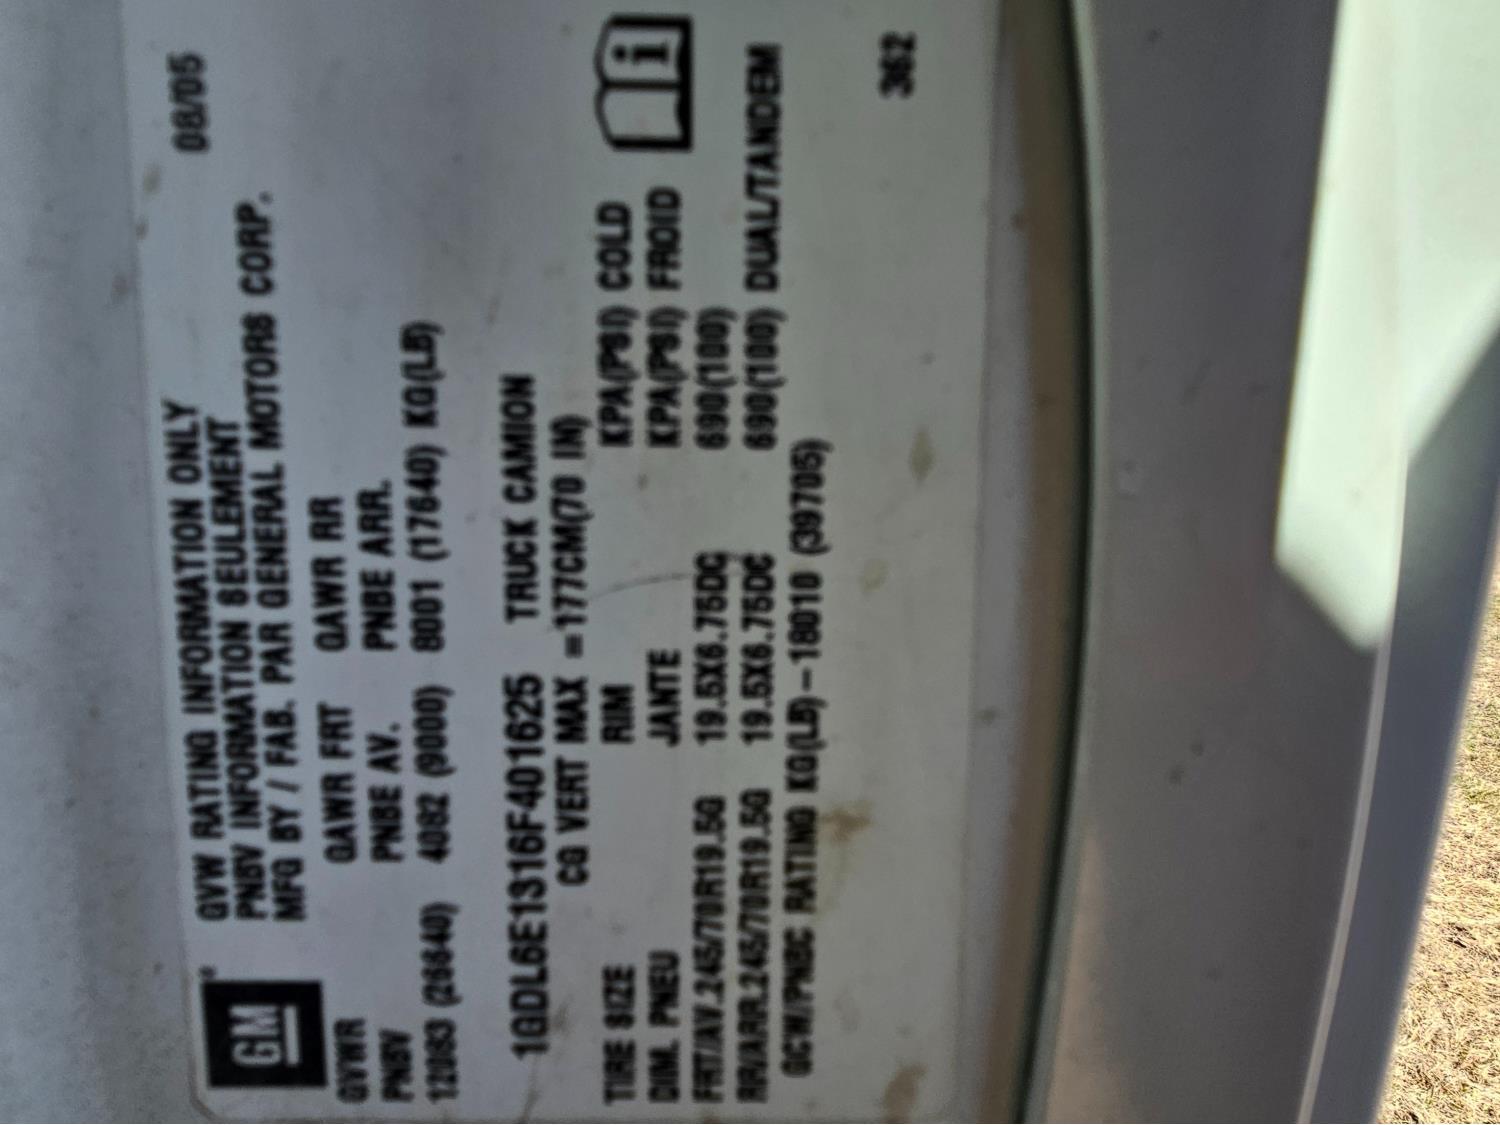 GM
GVW RATING INFORMATION ONLY 08/05
PNBV INFORMATION SEULEMENT
MFG BY / FAB. PAR GENERAL MOTORS CORP.
GVWR GAWR FRT GAWR RR
PNBV PNBE AV. PNBE ARR.
12083 (26640) 4082 (9000) 8001 (17640) KG(LB)
1GDL6E1316F401625 TRUCK CAMION
CG VERT MAX =177CM(70 IN)
TIRE SIZE RIM KPA(PSI) COLD
DIM. PNEU JANTE KPA(PSI) FROID
FRT/AV.245/70R19.5G 19.5X6.75DC 690(100)
RR/ARR.245/70R19.5G 19.5X6.75DC 690(100) DUAL/TANDEM
GCW/PNBC RATING KG(LB)–18010 (39705)
362